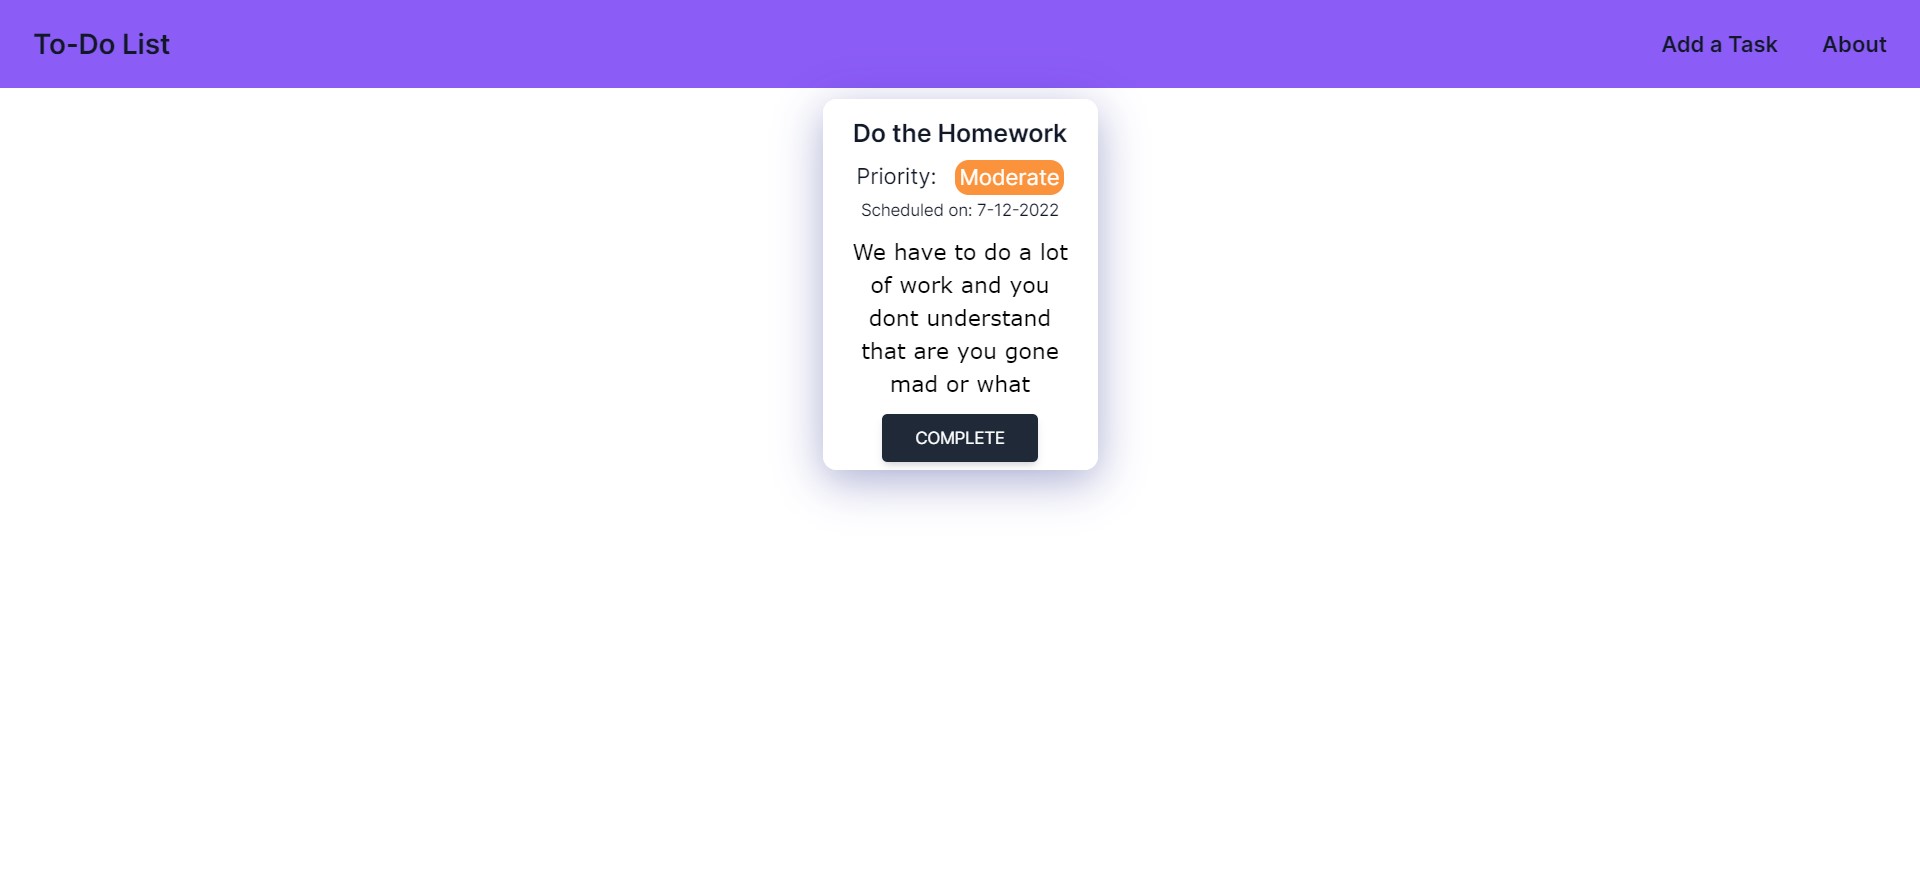 To-Do List
Add a Task
About
Do the Homework
Priority: Moderate
Scheduled on: 7-12-2022
We have to do a lot
of work and you
dont understand
that are you gone
mad or what
COMPLETE